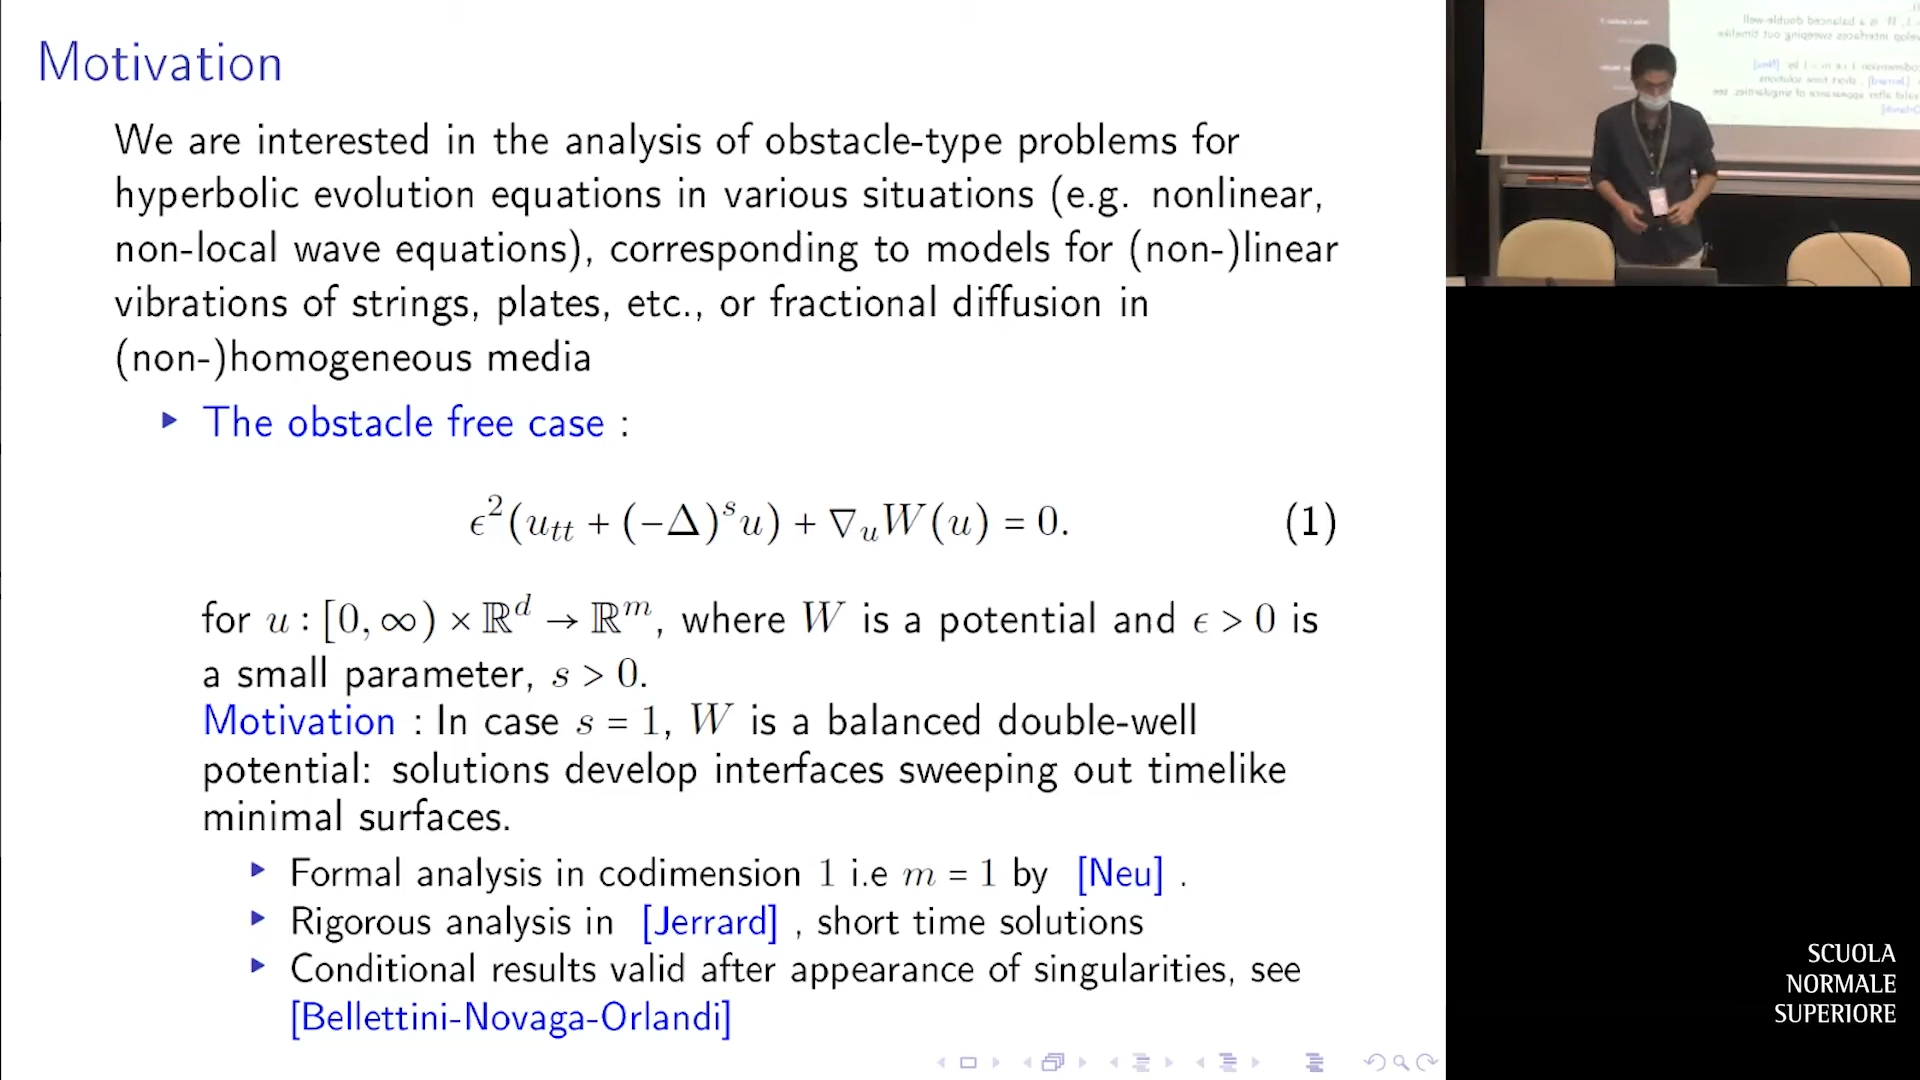 Motivation
We are interested in the analysis of obstacle-type problems for
hyperbolic evolution equations in various situations (e.g. nonlinear,
non-local wave equations), corresponding to models for (non-)linear
vibrations of strings, plates, etc., or fractional diffusion in
(non-)homogeneous media
▸ The obstacle free case :
ϵ²(u_tt + (−Δ)^s u) + ∇_u W(u) = 0. (1)
for u : [0, ∞) × ℝ^d → ℝ^m, where W is a potential and ϵ > 0 is
a small parameter, s > 0.
Motivation : In case s = 1, W is a balanced double-well
potential: solutions develop interfaces sweeping out timelike
minimal surfaces.
▸ Formal analysis in codimension 1 i.e m = 1 by [Neu] .
▸ Rigorous analysis in [Jerrard] , short time solutions
▸ Conditional results valid after appearance of singularities, see
[Bellettini-Novaga-Orlandi]
SCUOLA
NORMALE
SUPERIORE